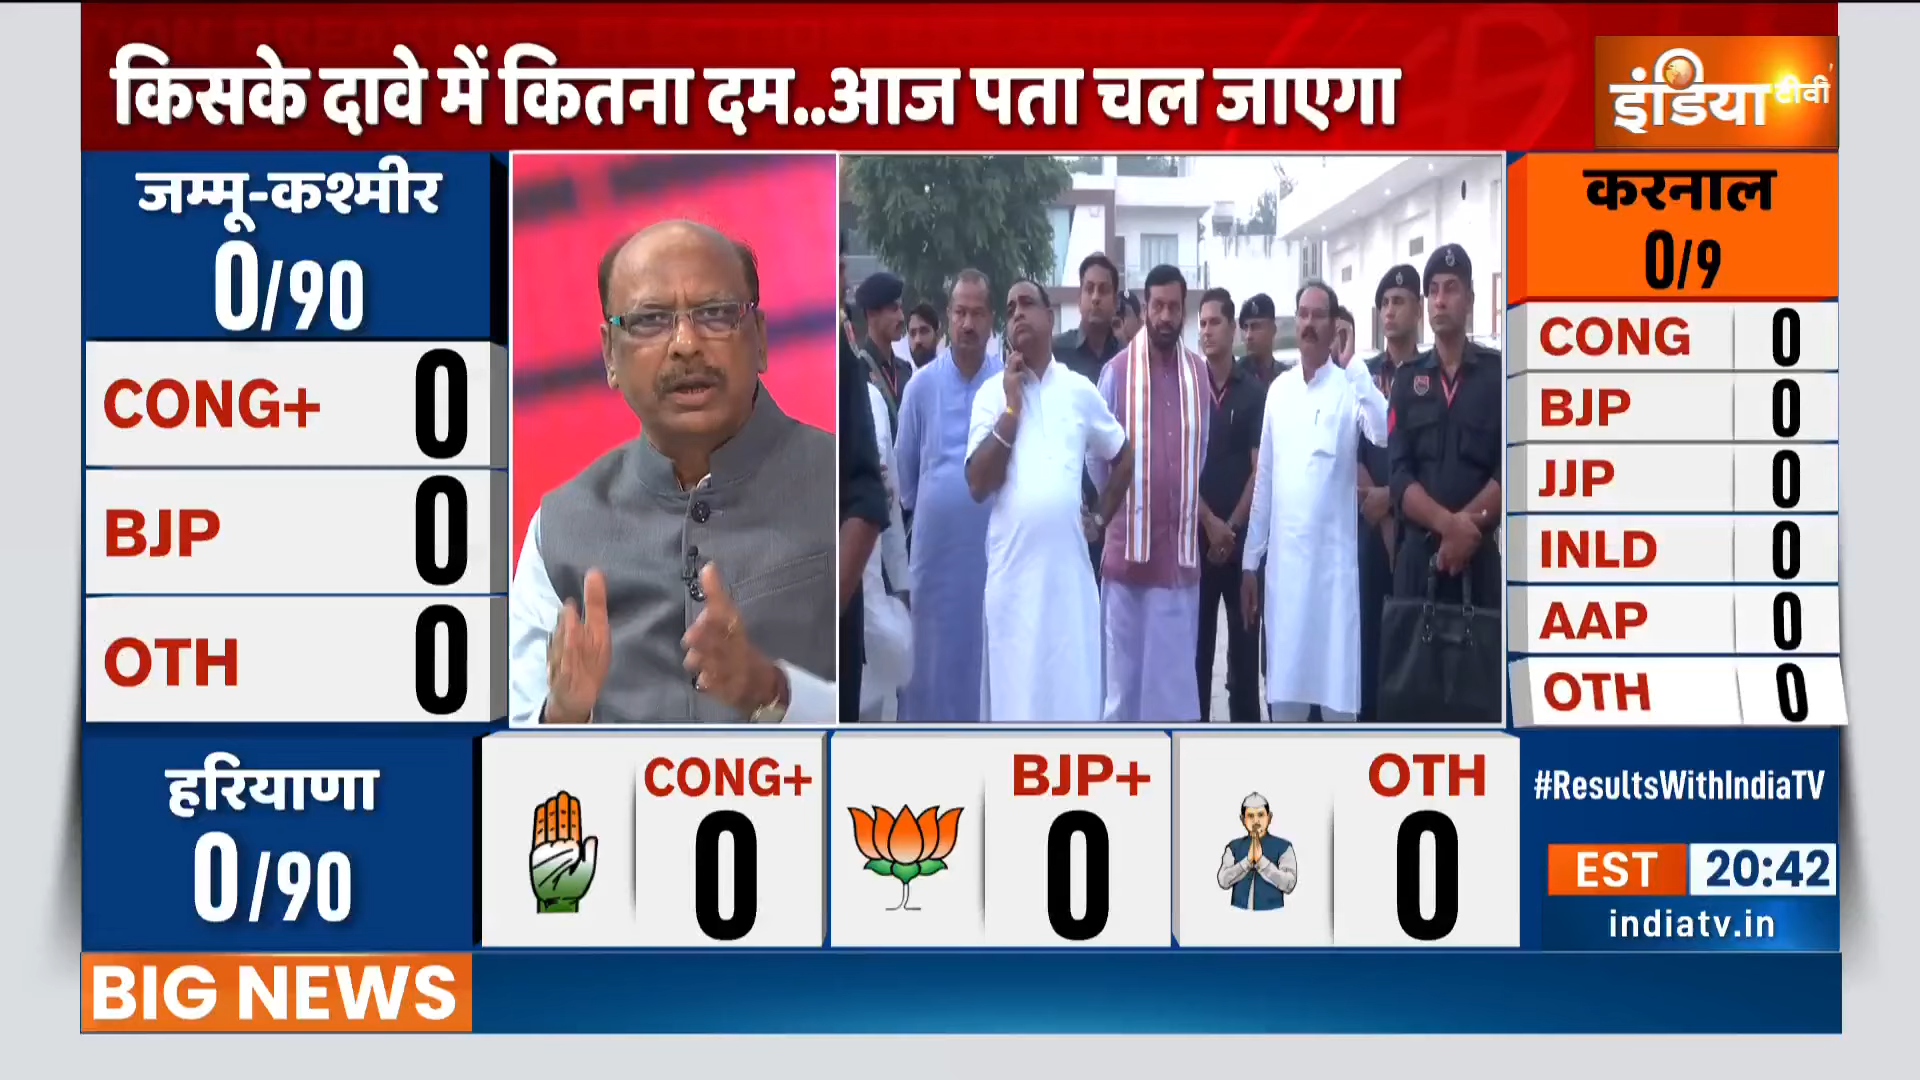 किसके दावे में कितना दम..आज पता चल जाएगा
इंडिया टीवी
जम्मू-कश्मीर
0/90
CONG+ 0
BJP 0
OTH 0
करनाल
0/9
CONG 0
BJP 0
JJP 0
INLD 0
AAP 0
OTH 0
हरियाणा
0/90
CONG+
0
BJP+
0
OTH
0
#ResultsWithIndiaTV
EST 20:42
indiatv.in
BIG NEWS